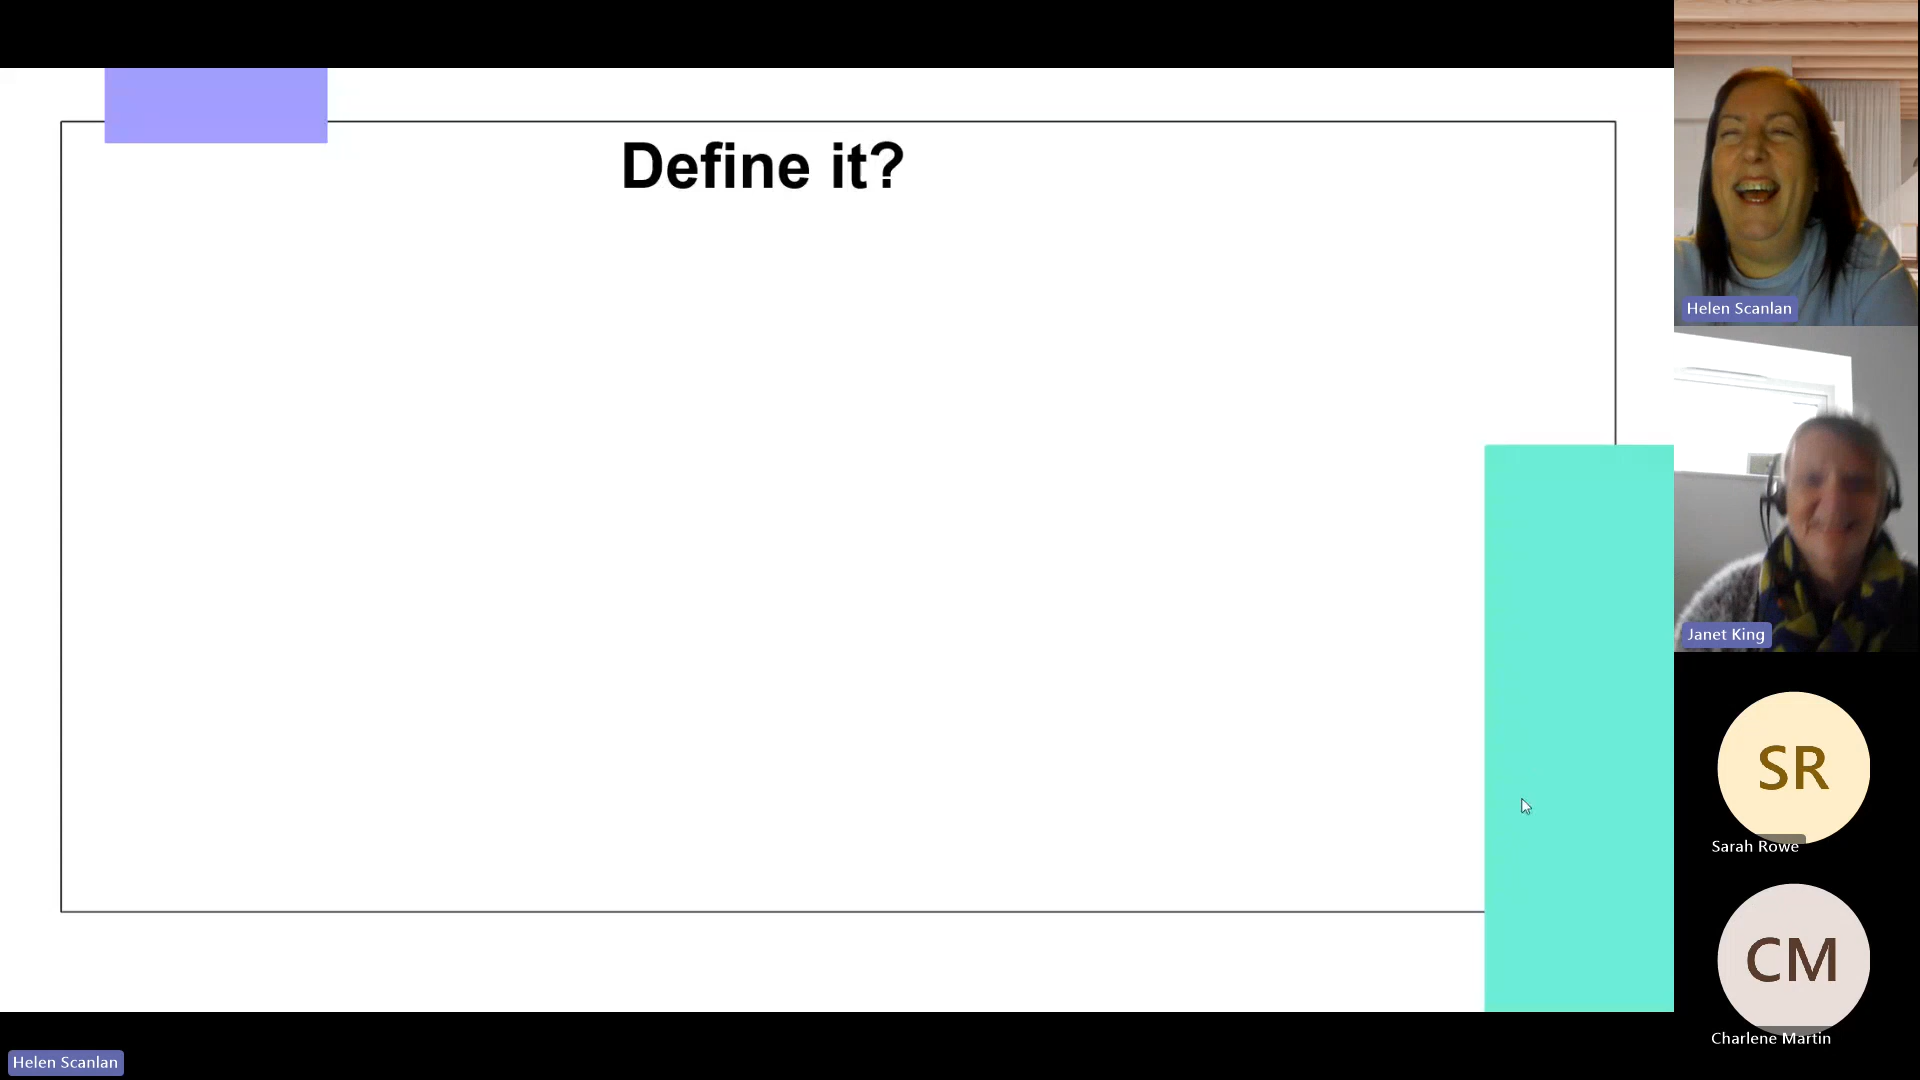 Define it?
Helen Scanlan
Janet King
SR
Sarah Rowe
CM
Charlene Martin
Helen Scanlan